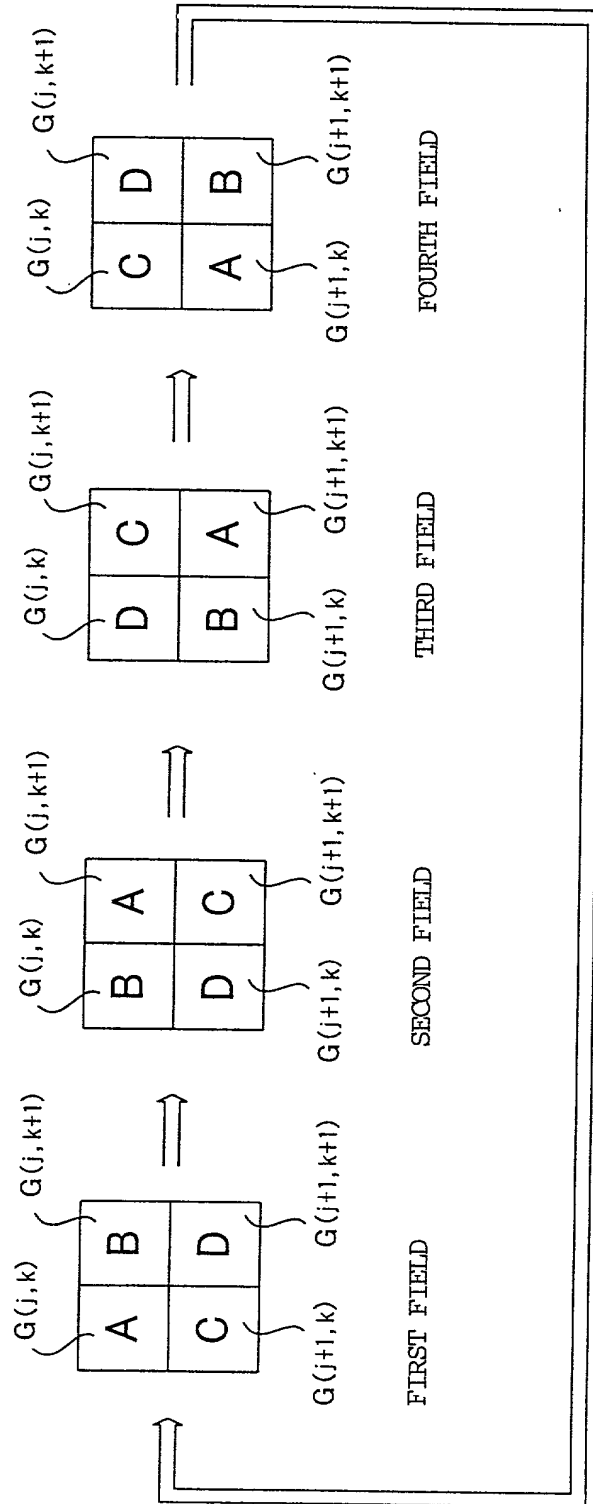 G(j,k)
G(j,k+1)
A B
C D
G(j+1,k)
G(j+1,k+1)
FIRST FIELD
G(j,k)
G(j,k+1)
B A
D C
G(j+1,k)
G(j+1,k+1)
SECOND FIELD
G(j,k)
G(j,k+1)
D C
B A
G(j+1,k)
G(j+1,k+1)
THIRD FIELD
G(j,k)
G(j,k+1)
C D
A B
G(j+1,k)
G(j+1,k+1)
FOURTH FIELD